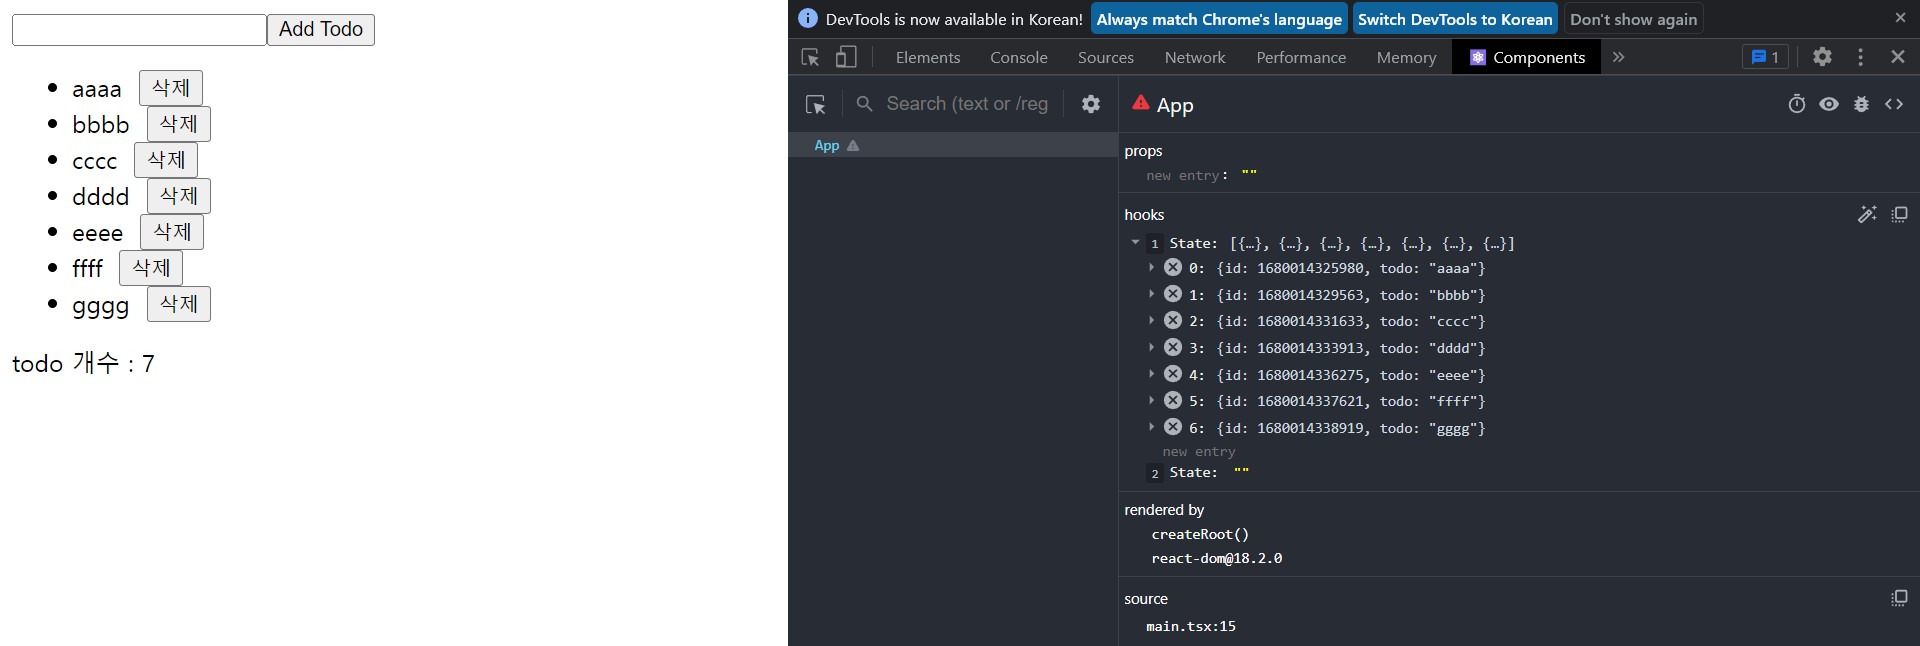 Add Todo
aaaa 삭제
bbbb 삭제
cccc 삭제
dddd 삭제
eeee 삭제
ffff 삭제
gggg 삭제
todo 개수 : 7
DevTools is now available in Korean! Always match Chrome's language Switch DevTools to Korean Don't show again
Elements Console Sources Network Performance Memory Components 1
Search (text or /reg
App
App
props
new entry: ""
hooks
1 State: [{…}, {…}, {…}, {…}, {…}, {…}, {…}]
0: {id: 1680014325980, todo: "aaaa"}
1: {id: 1680014329563, todo: "bbbb"}
2: {id: 1680014331633, todo: "cccc"}
3: {id: 1680014333913, todo: "dddd"}
4: {id: 1680014336275, todo: "eeee"}
5: {id: 1680014337621, todo: "ffff"}
6: {id: 1680014338919, todo: "gggg"}
new entry
2 State: ""
rendered by
createRoot()
react-dom@18.2.0
source
main.tsx:15